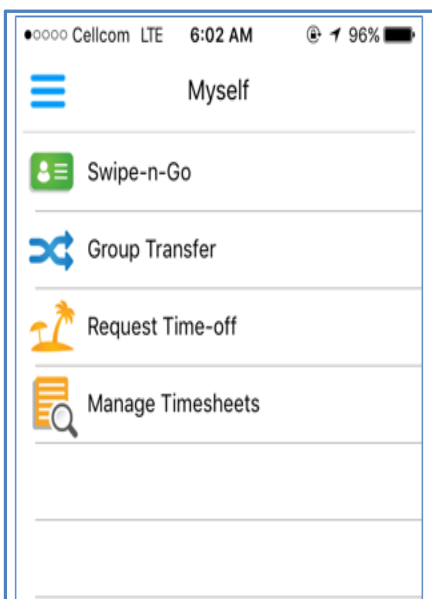 Cellcom LTE 6:02 AM 96%
Myself
Swipe-n-Go
Group Transfer
Request Time-off
Manage Timesheets